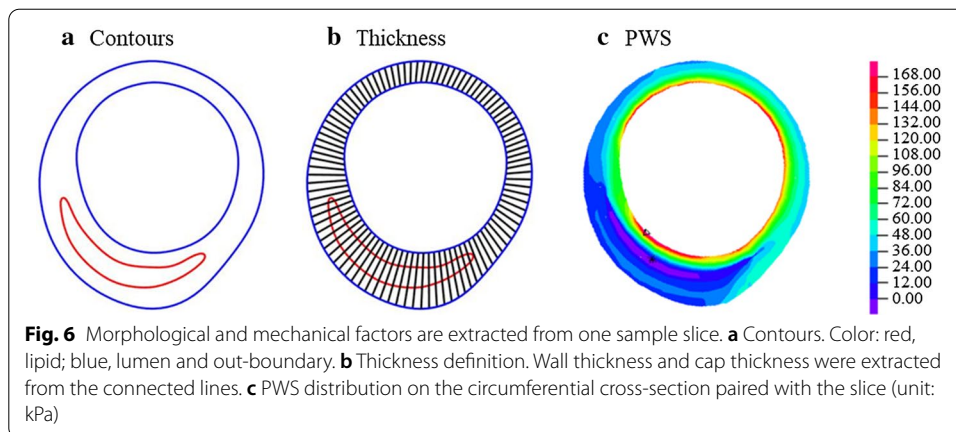 a Contours
b Thickness
c PWS
168.00
156.00
144.00
132.00
120.00
108.00
96.00
84.00
72.00
60.00
48.00
36.00
24.00
12.00
0.00
Fig. 6 Morphological and mechanical factors are extracted from one sample slice. a Contours. Color: red,
lipid; blue, lumen and out-boundary. b Thickness definition. Wall thickness and cap thickness were extracted
from the connected lines. c PWS distribution on the circumferential cross-section paired with the slice (unit:
kPa)